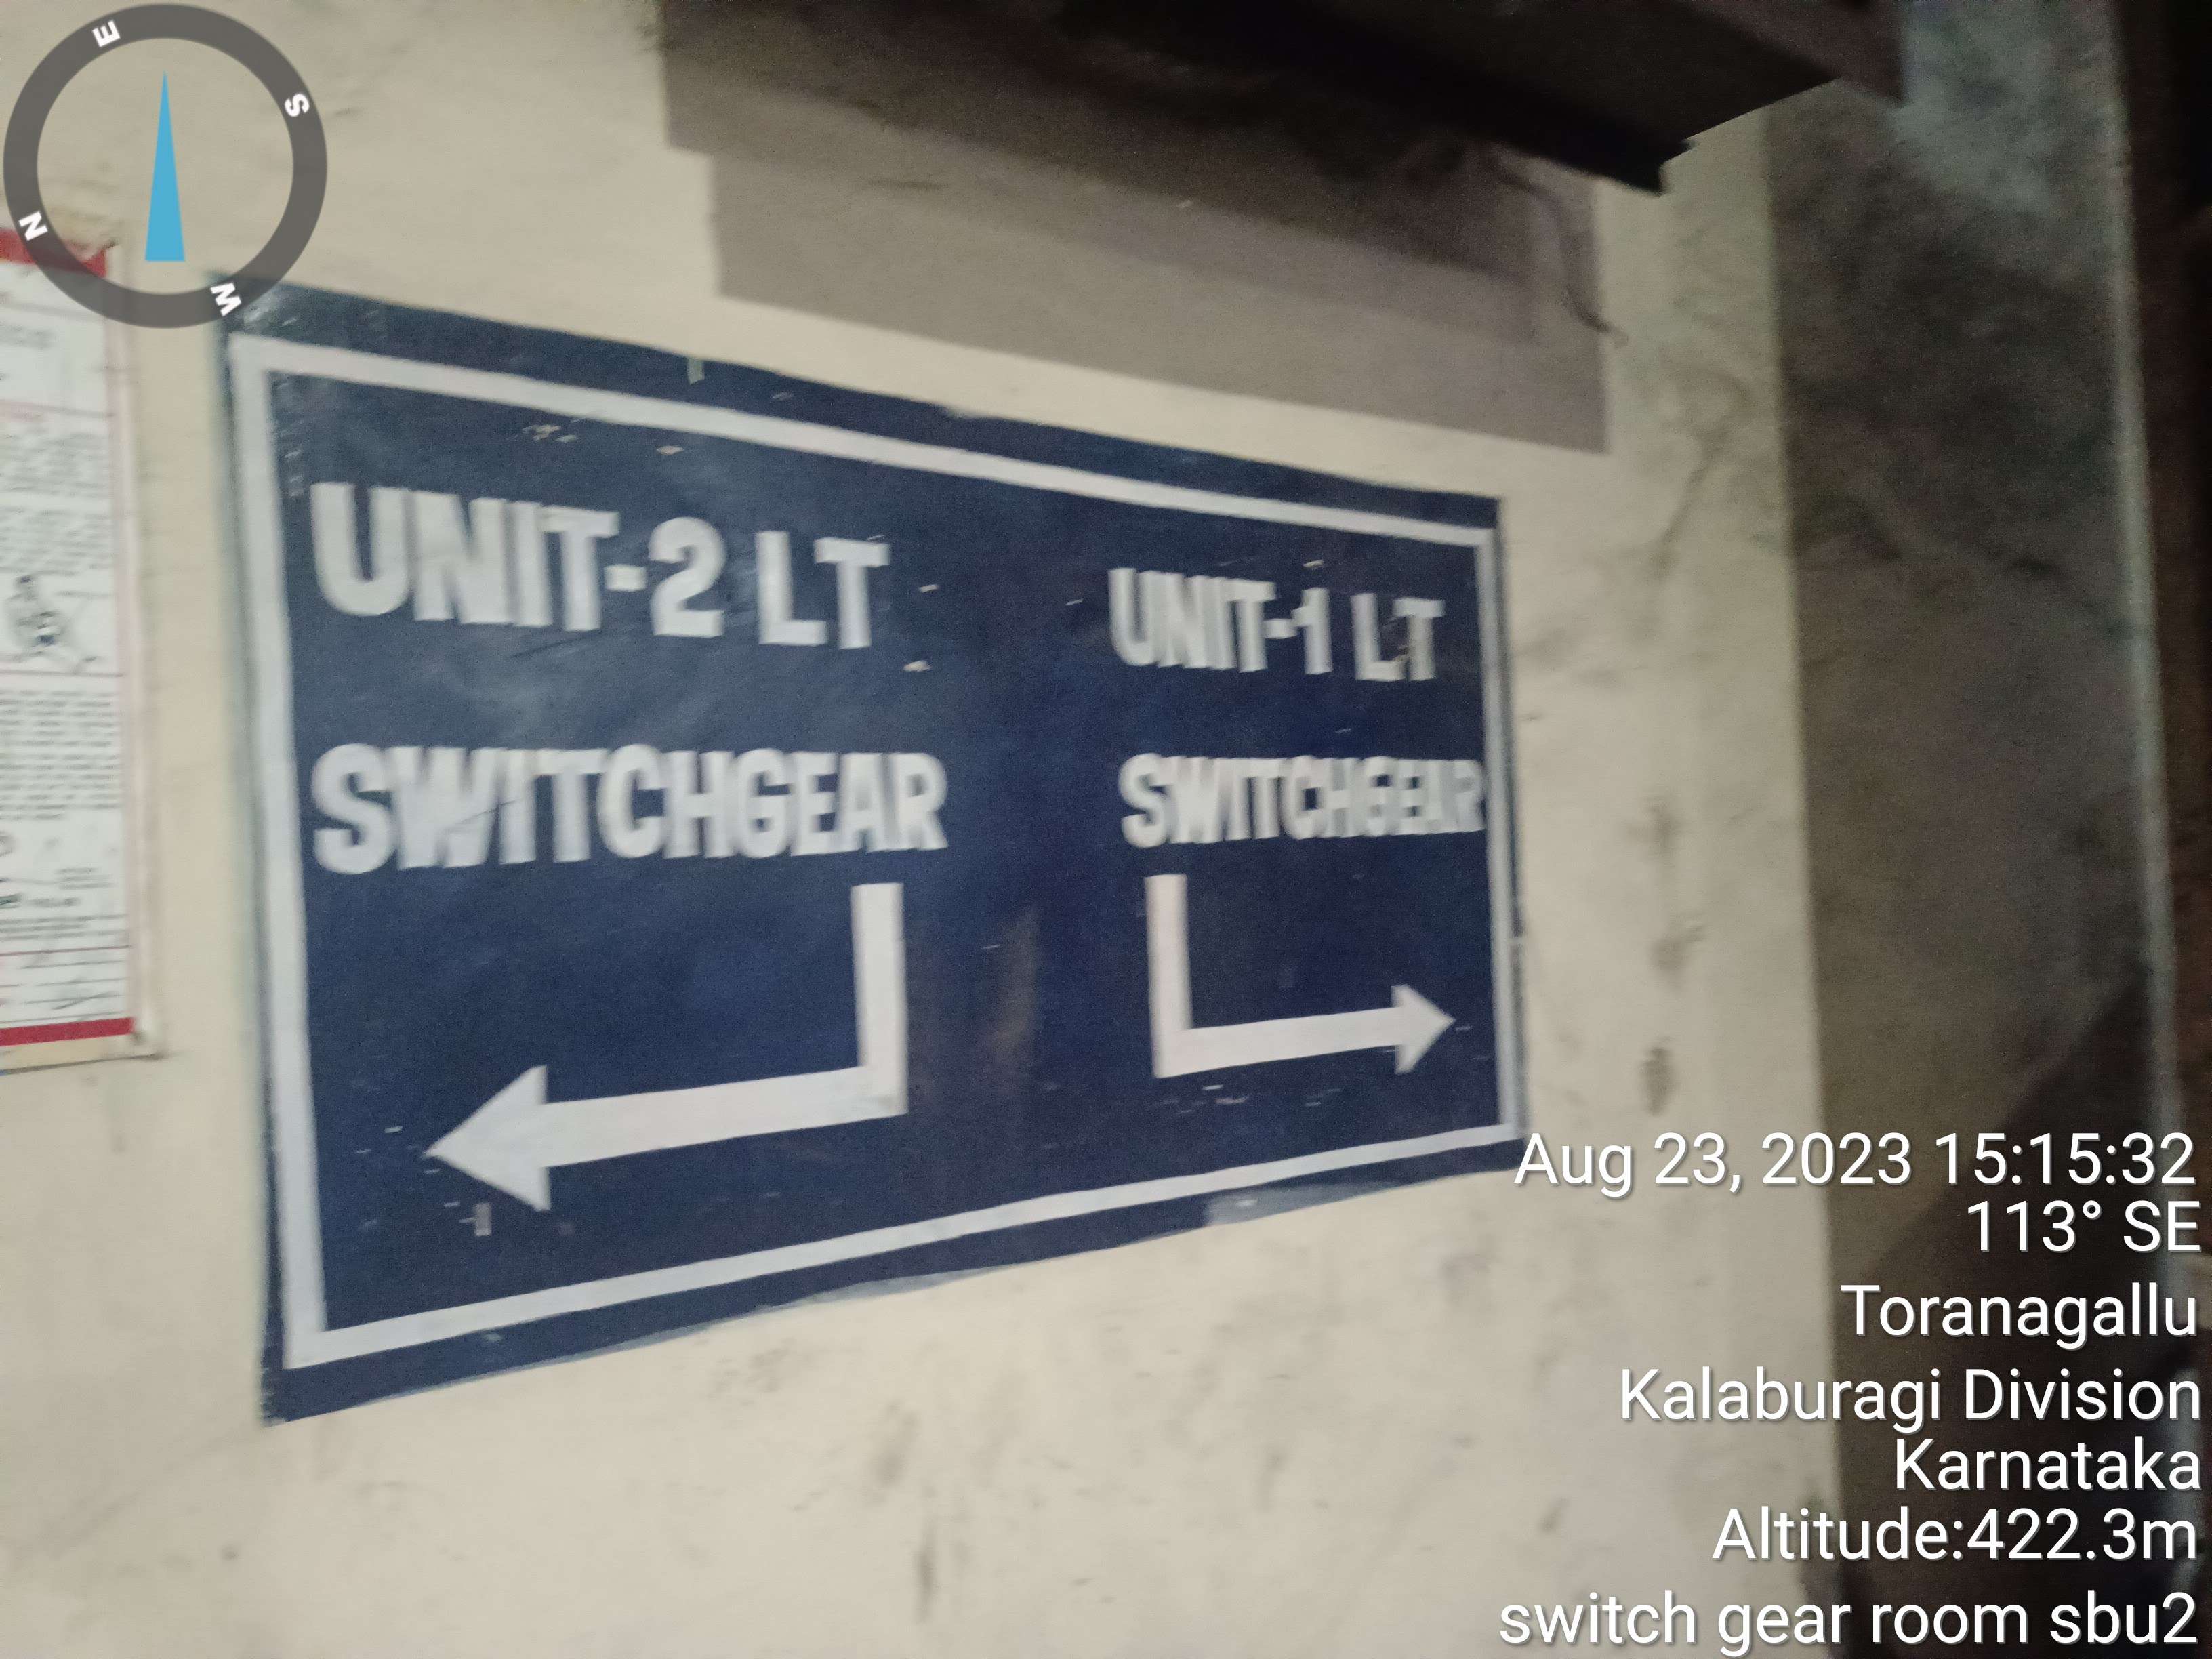 E
S
N
W
UNIT-2 LT
SWITCHGEAR
UNIT-1 LT
SWITCHGEAR
Aug 23, 2023 15:15:32
113° SE
Toranagallu
Kalaburagi Division
Karnataka
Altitude:422.3m
switch gear room sbu2